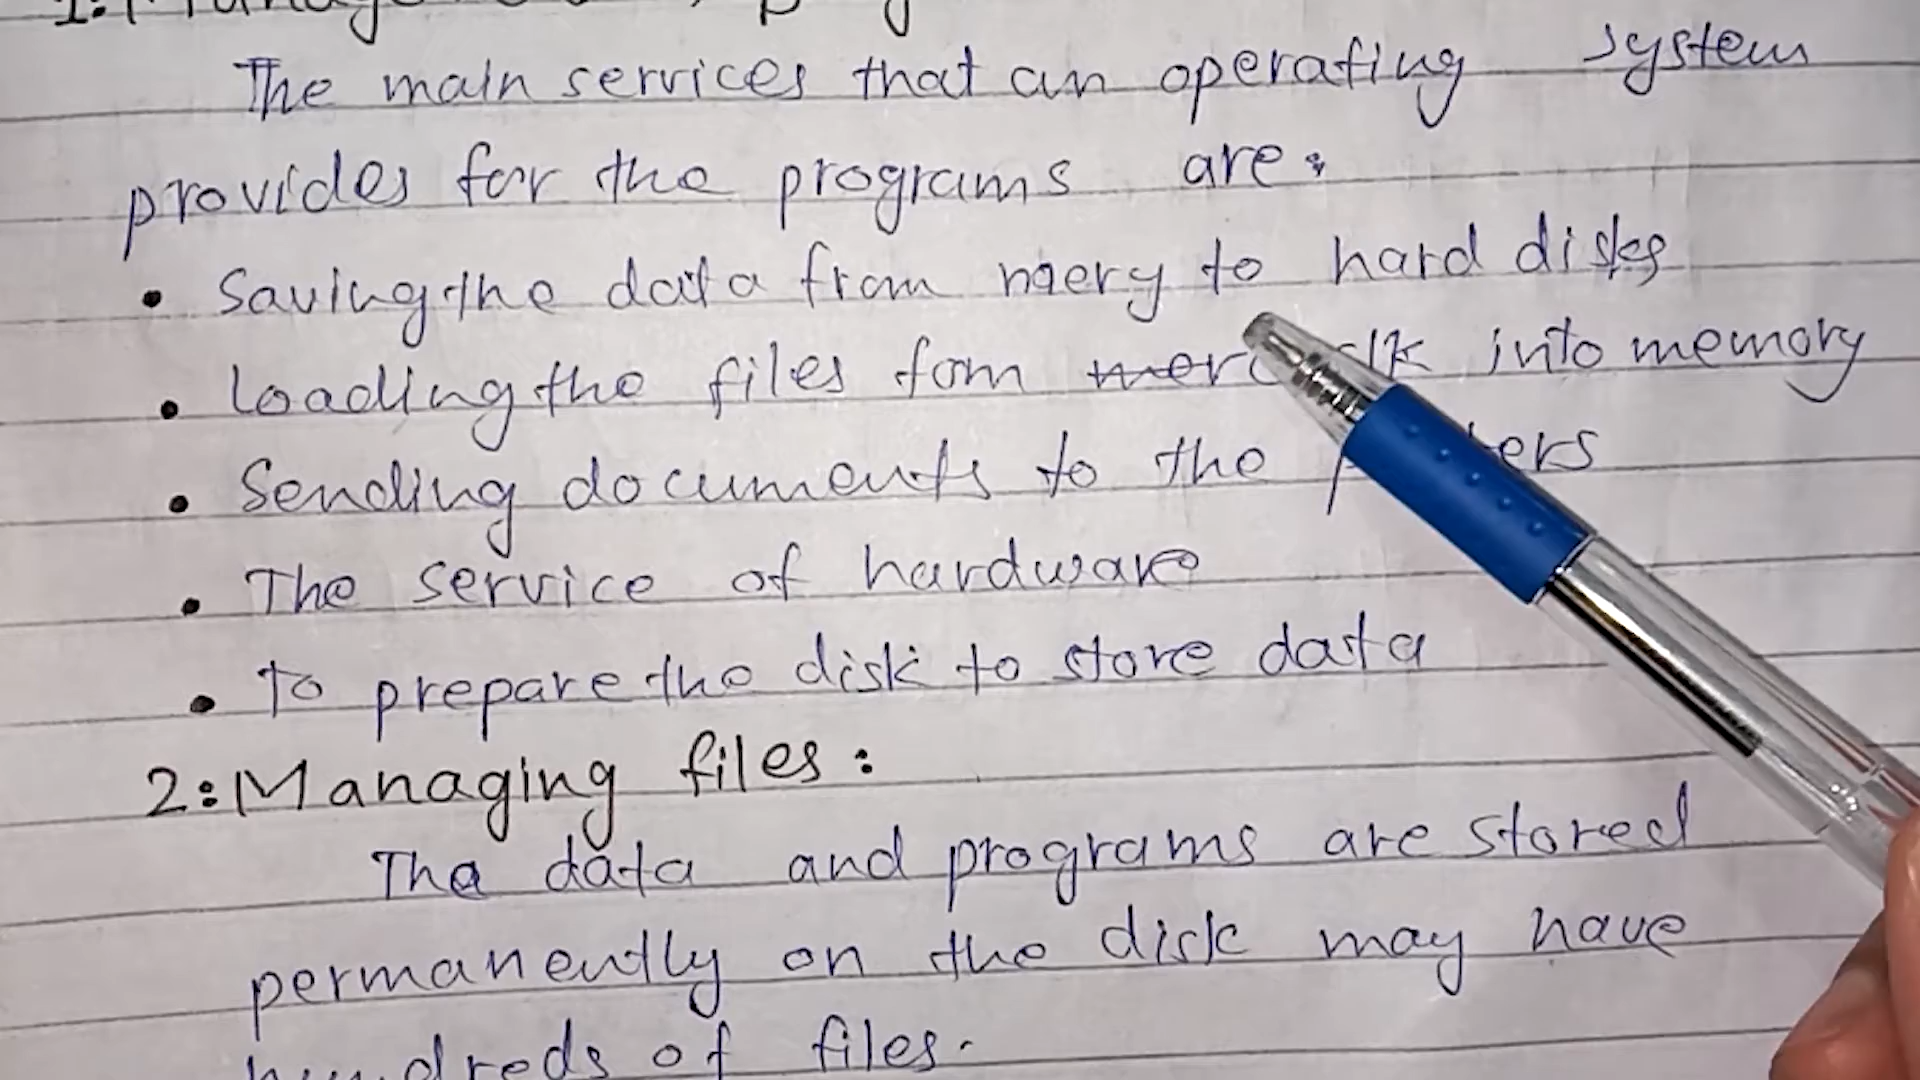 The main services that an operating system
provides for the programs are:
• Saving the data from mery to hard disks
• Loading the files fom into memory
• Sending documents to the
• The service of hardware
• To prepare the disk to store data
2: Managing files:
The data and programs are stored
permanently on the disk may have
hundreds of files.